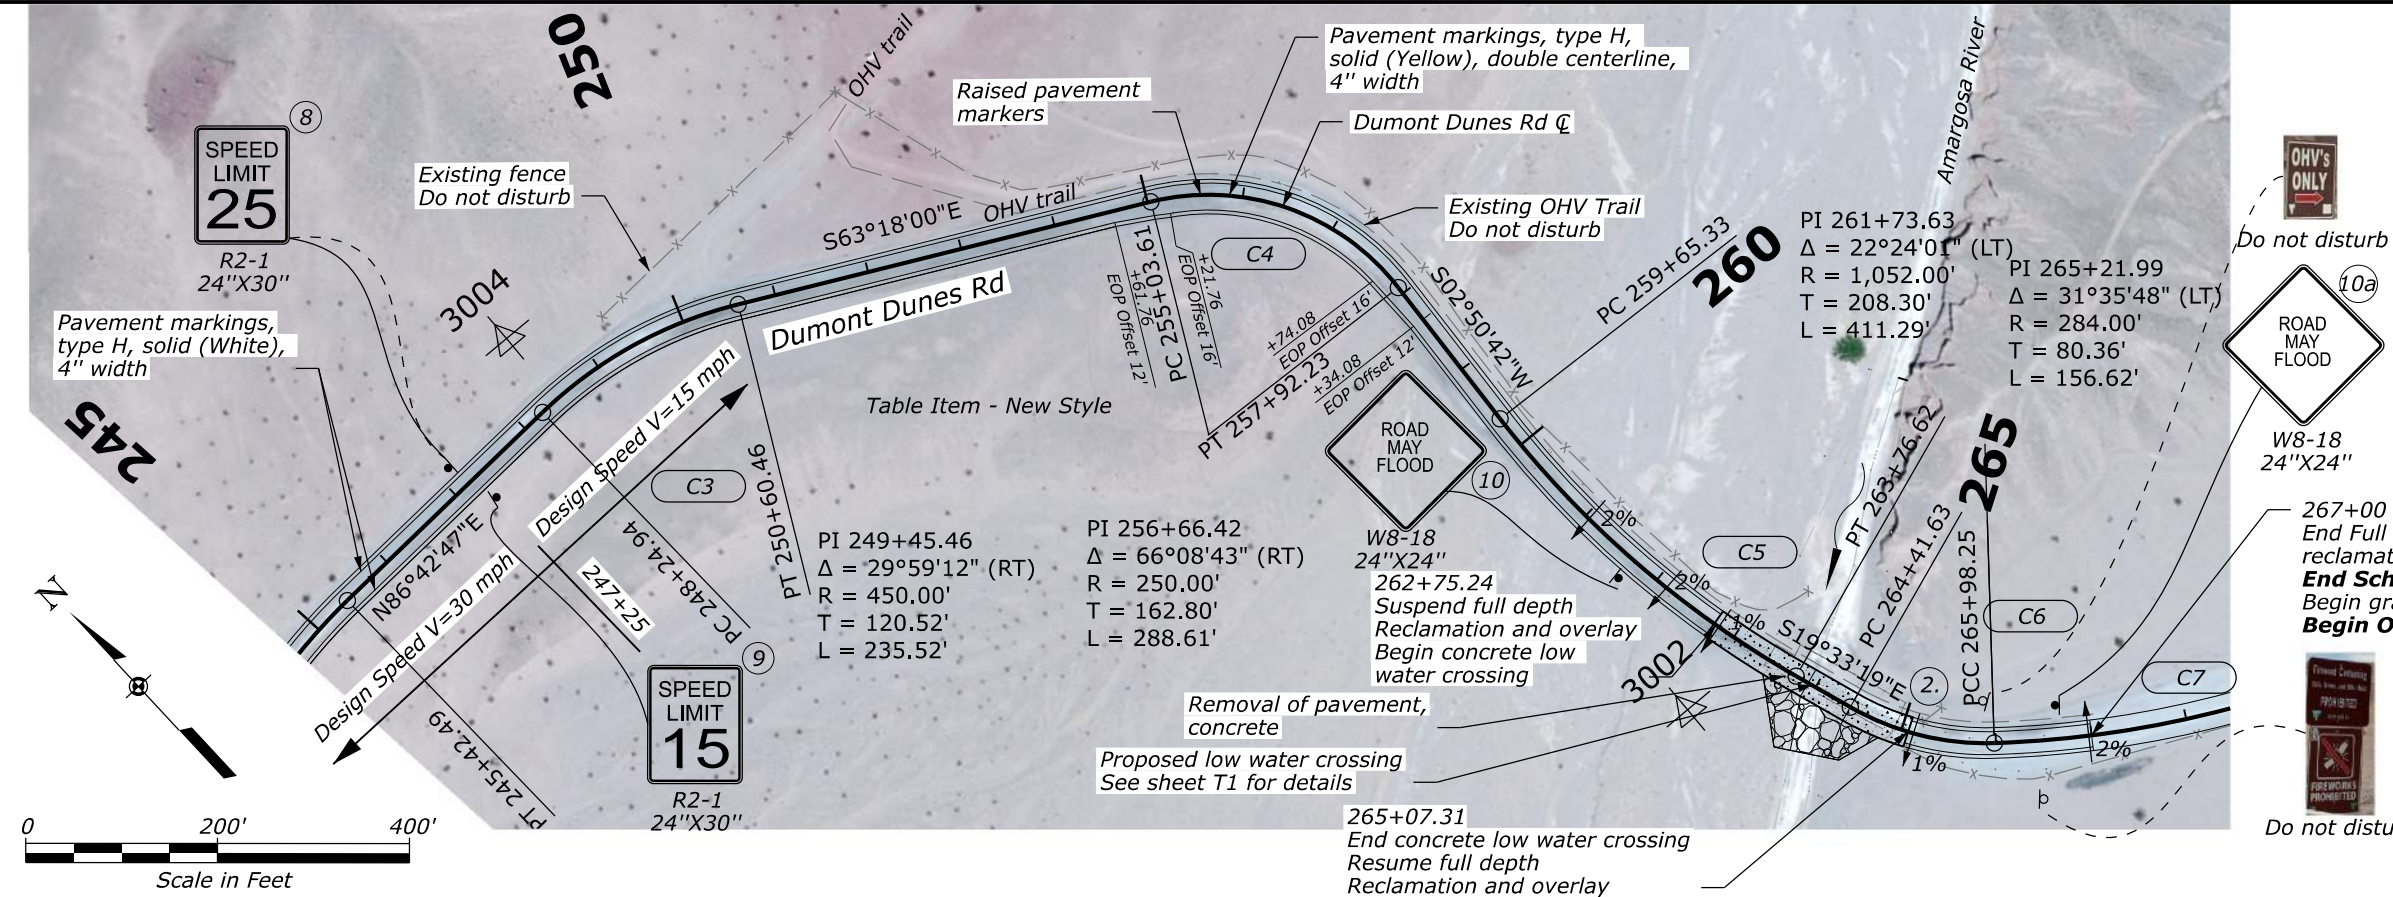 250
OHV trail
Amargosa River
8
SPEED
LIMIT
25
R2-1
24''X30''
Existing fence
Do not disturb
Raised pavement
markers
Pavement markings, type H,
solid (Yellow), double centerline,
4'' width
Dumont Dunes Rd ℄
Existing OHV Trail
Do not disturb
S63°18'00"E
OHV trail
C4
S02°50'42"W
PC 259+65.33
260
PI 261+73.63
Δ = 22°24'01" (LT)
R = 1,052.00'
T = 208.30'
L = 411.29'
PI 265+21.99
Δ = 31°35'48" (LT)
R = 284.00'
T = 80.36'
L = 156.62'
OHV's
ONLY
Do not disturb
10a
ROAD
MAY
FLOOD
W8-18
24''X24''
3004
Pavement markings,
type H, solid (White),
4'' width
245
Dumont Dunes Rd
+61.76
EOP Offset 12'
PC 255+03.61
+21.76
EOP Offset 16'
+74.08
EOP Offset 16'
PT 257+92.23
+34.08
EOP Offset 12'
Table Item - New Style
Design Speed V=15 mph
C3
PT 250+60.46
N86°42'47"E
Design Speed V=30 mph
247+25
PC 248+24.94
PT 245+42.49
PI 249+45.46
Δ = 29°59'12" (RT)
R = 450.00'
T = 120.52'
L = 235.52'
PI 256+66.42
Δ = 66°08'43" (RT)
R = 250.00'
T = 162.80'
L = 288.61'
ROAD
MAY
FLOOD
10
W8-18
24''X24''
262+75.24
Suspend full depth
Reclamation and overlay
Begin concrete low
water crossing
2%
2%
1%
C5
PT 263+76.62
PC 264+41.63
265
PCC 265+98.25
C6
S19°33'19"E
2.
3002
1%
2%
C7
267+00
End Full
reclamat
End Sch
Begin gra
Begin O
N
9
SPEED
LIMIT
15
R2-1
24''X30''
Removal of pavement,
concrete
Proposed low water crossing
See sheet T1 for details
265+07.31
End concrete low water crossing
Resume full depth
Reclamation and overlay
PROHIBITED
FIREWORKS
PROHIBITED
Do not distu
0 200' 400'
Scale in Feet